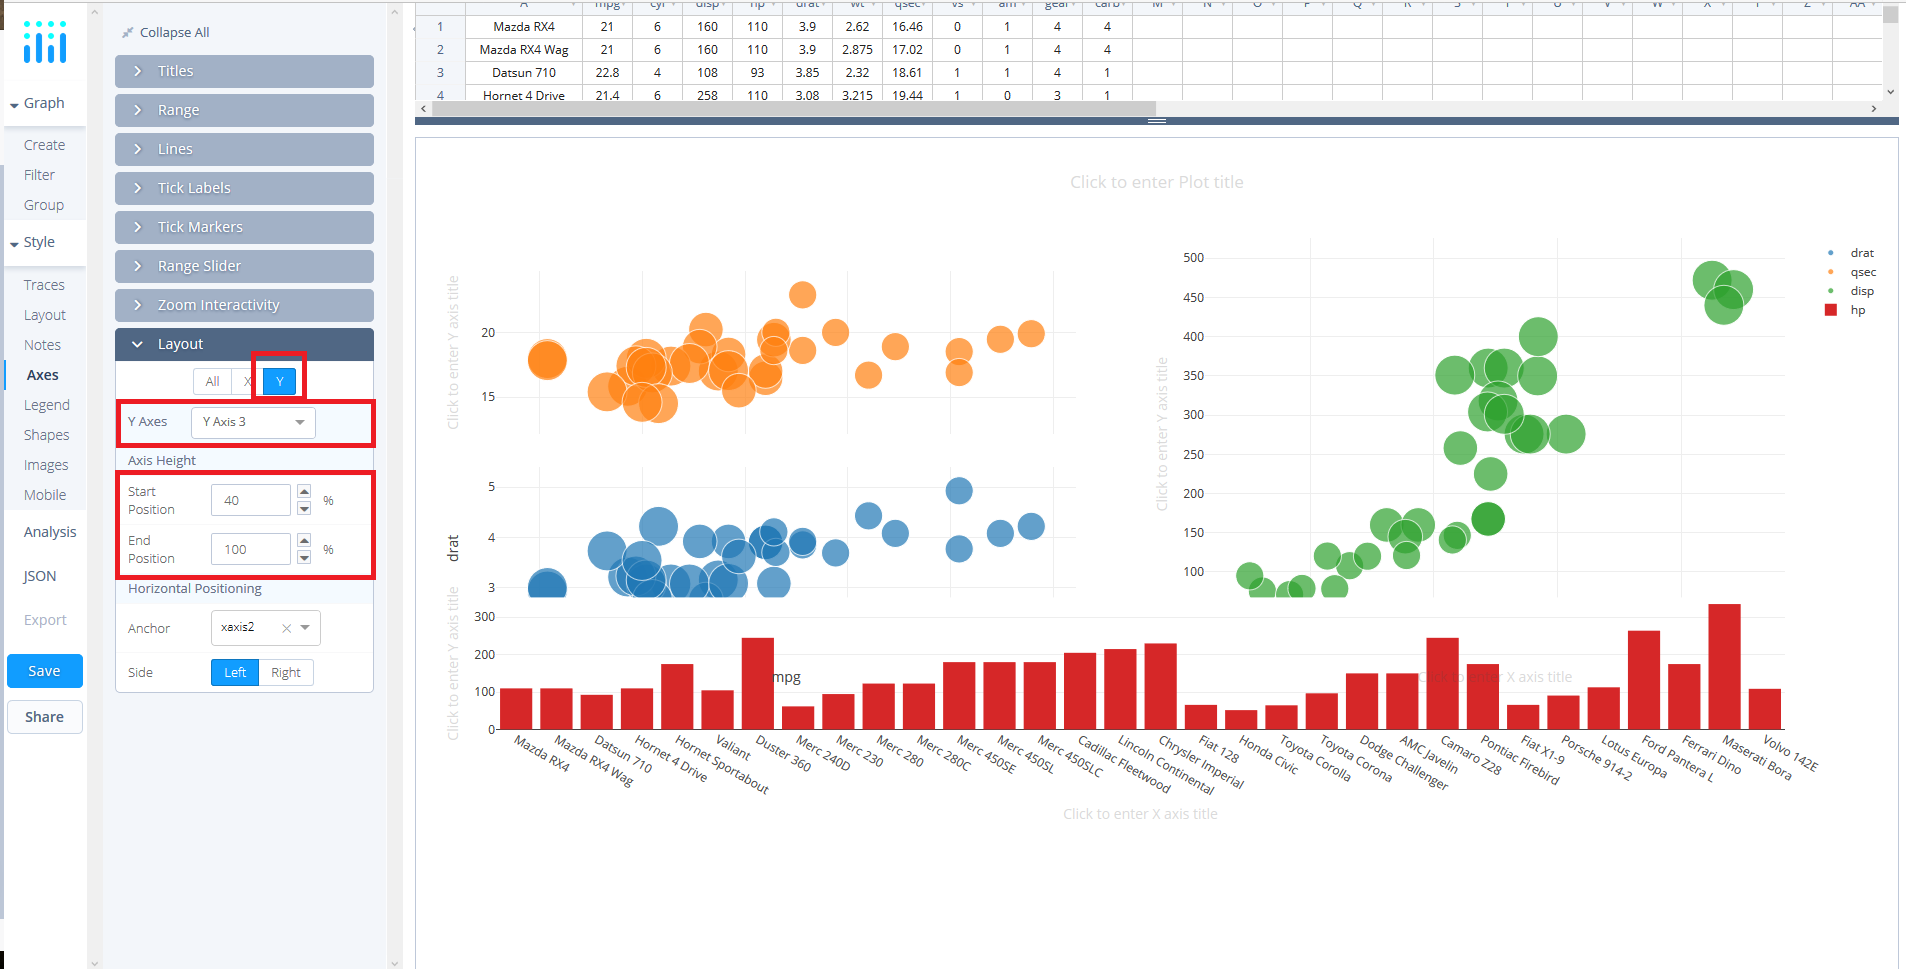 Collapse All
Titles
Range
Lines
Tick Labels
Tick Markers
Range Slider
Zoom Interactivity
Layout
All X Y
Y Axes Y Axis 3
Axis Height
Start Position 40 %
End Position 100 %
Horizontal Positioning
Anchor xaxis2 ×
Side Left Right
Graph
Create
Filter
Group
Style
Traces
Layout
Notes
Axes
Legend
Shapes
Images
Mobile
Analysis
JSON
Export
Save
Share
A mpg cyl disp hp drat wt qsec vs am gear carb M N O P Q R S T U V W X Y Z AA
1 Mazda RX4 21 6 160 110 3.9 2.62 16.46 0 1 4 4
2 Mazda RX4 Wag 21 6 160 110 3.9 2.875 17.02 0 1 4 4
3 Datsun 710 22.8 4 108 93 3.85 2.32 18.61 1 1 4 1
4 Hornet 4 Drive 21.4 6 258 110 3.08 3.215 19.44 1 0 3 1
Click to enter Plot title
Click to enter Y axis title
20
15
drat
5
4
3
mpg
Click to enter Y axis title
500
450
400
350
300
250
200
150
100
Click to enter X axis title
drat
qsec
disp
hp
Click to enter Y axis title
300
200
100
0
Mazda RX4
Mazda RX4 Wag
Datsun 710
Hornet 4 Drive
Hornet Sportabout
Valiant
Duster 360
Merc 240D
Merc 230
Merc 280
Merc 280C
Merc 450SE
Merc 450SL
Merc 450SLC
Cadillac Fleetwood
Lincoln Continental
Chrysler Imperial
Fiat 128
Honda Civic
Toyota Corolla
Toyota Corona
Dodge Challenger
AMC Javelin
Camaro Z28
Pontiac Firebird
Fiat X1-9
Porsche 914-2
Lotus Europa
Ford Pantera L
Ferrari Dino
Maserati Bora
Volvo 142E
Click to enter X axis title